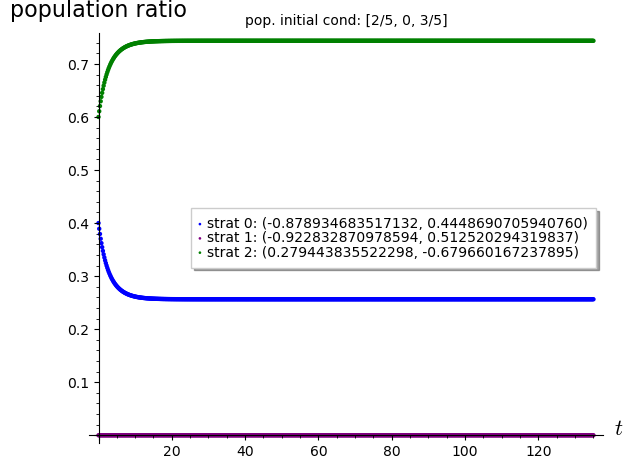 population ratio
pop. initial cond: [2/5, 0, 3/5]
0.7
0.6
0.5
0.4
0.3
0.2
0.1
strat 0: (-0.878934683517132, 0.4448690705940760)
strat 1: (-0.922832870978594, 0.512520294319837)
strat 2: (0.279443835522298, -0.679660167237895)
20 40 60 80 100 120
t